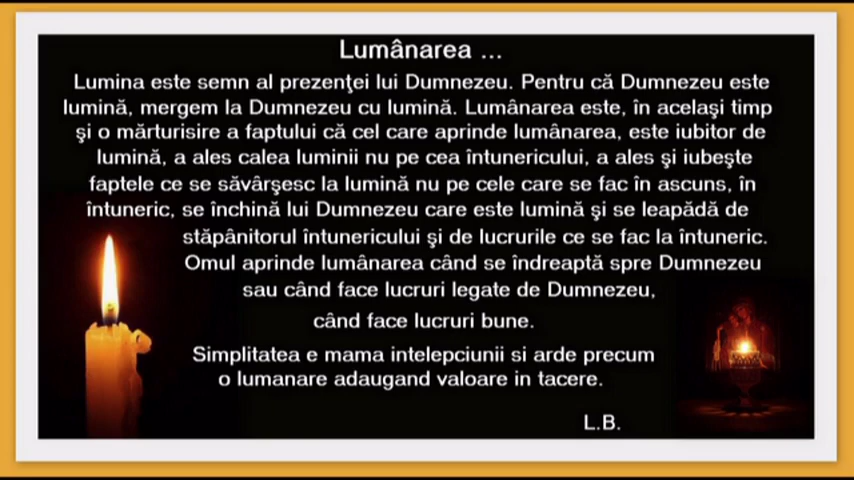 Lumânarea ...
Lumina este semn al prezenţei lui Dumnezeu. Pentru că Dumnezeu este
lumină, mergem la Dumnezeu cu lumină. Lumânarea este, în acelaşi timp
şi o mărturisire a faptului că cel care aprinde lumânarea, este iubitor de
lumină, a ales calea luminii nu pe cea întunericului, a ales şi iubeşte
faptele ce se săvârşesc la lumină nu pe cele care se fac în ascuns, în
întuneric, se închină lui Dumnezeu care este lumină şi se leapădă de
stăpânitorul întunericului şi de lucrurile ce se fac la întuneric.
Omul aprinde lumânarea când se îndreaptă spre Dumnezeu
sau când face lucruri legate de Dumnezeu,
când face lucruri bune.
Simplitatea e mama intelepciunii si arde precum
o lumanare adaugand valoare in tacere.
L.B.